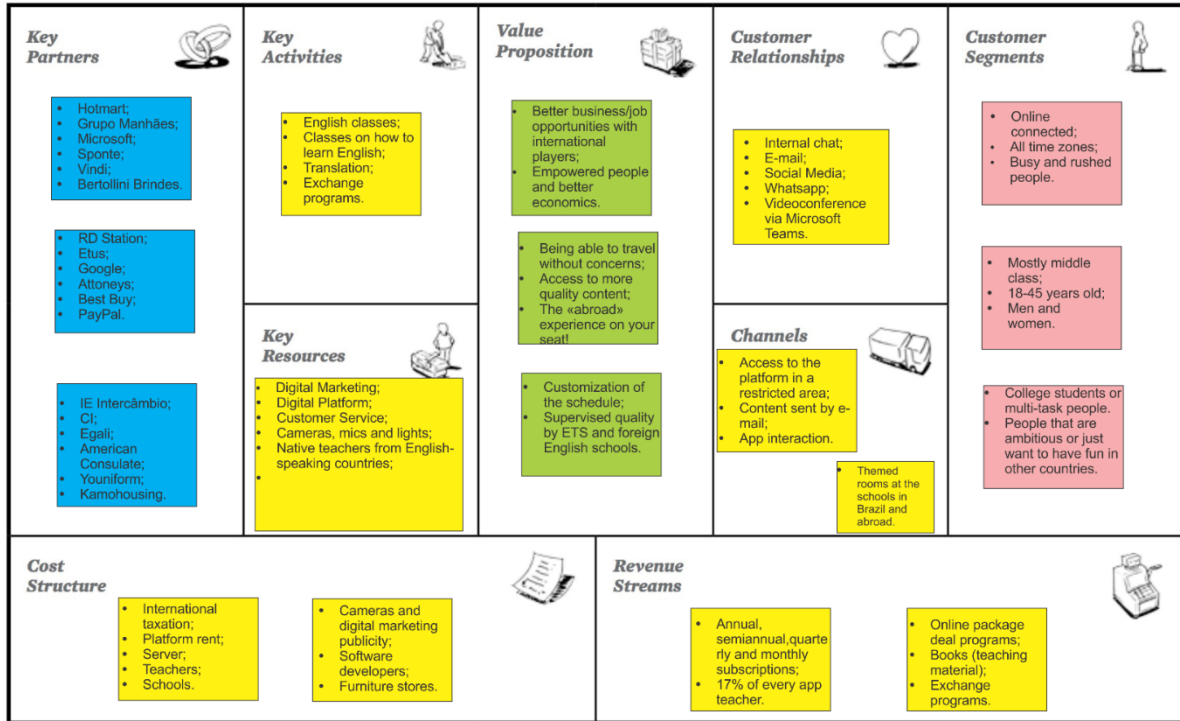 Key
Partners
• Hotmart;
• Grupo Manhães;
• Microsoft;
• Sponte;
• Vindi;
• Bertollini Brindes.
• RD Station;
• Etus;
• Google;
• Attoneys;
• Best Buy;
• PayPal.
• IE Intercâmbio;
• CI;
• Egali;
• American
Consulate;
• Youniform;
• Kamohousing.
Key
Activities
• English classes;
• Classes on how to
learn English;
• Translation;
• Exchange
programs.
Key
Resources
• Digital Marketing;
• Digital Platform;
• Customer Service;
• Cameras, mics and lights;
• Native teachers from English-
speaking countries;
•
Value
Proposition
• Better business/job
opportunities with
international
players;
• Empowered people
and better
economics.
• Being able to travel
without concerns;
• Access to more
quality content;
• The «abroad»
experience on your
seat!
• Customization of
the schedule;
• Supervised quality
by ETS and foreign
English schools.
Customer
Relationships
• Internal chat;
• E-mail;
• Social Media;
• Whatsapp;
• Videoconference
via Microsoft
Teams.
Channels
• Access to the
platform in a
restricted area;
• Content sent by e-
mail;
• App interaction.
• Themed
rooms at the
schools in
Brazil and
abroad.
Customer
Segments
• Online
connected;
• All time zones;
• Busy and rushed
people.
• Mostly middle
class;
• 18-45 years old;
• Men and
women.
• College students or
multi-task people.
• People that are
ambitious or just
want to have fun in
other countries.
Cost
Structure
• International
taxation;
• Platform rent;
• Server;
• Teachers;
• Schools.
• Cameras and
digital marketing
publicity;
• Software
developers;
• Furniture stores.
Revenue
Streams
• Annual,
semiannual,quarte
rly and monthly
subscriptions;
• 17% of every app
teacher.
• Online package
deal programs;
• Books (teaching
material);
• Exchange
programs.